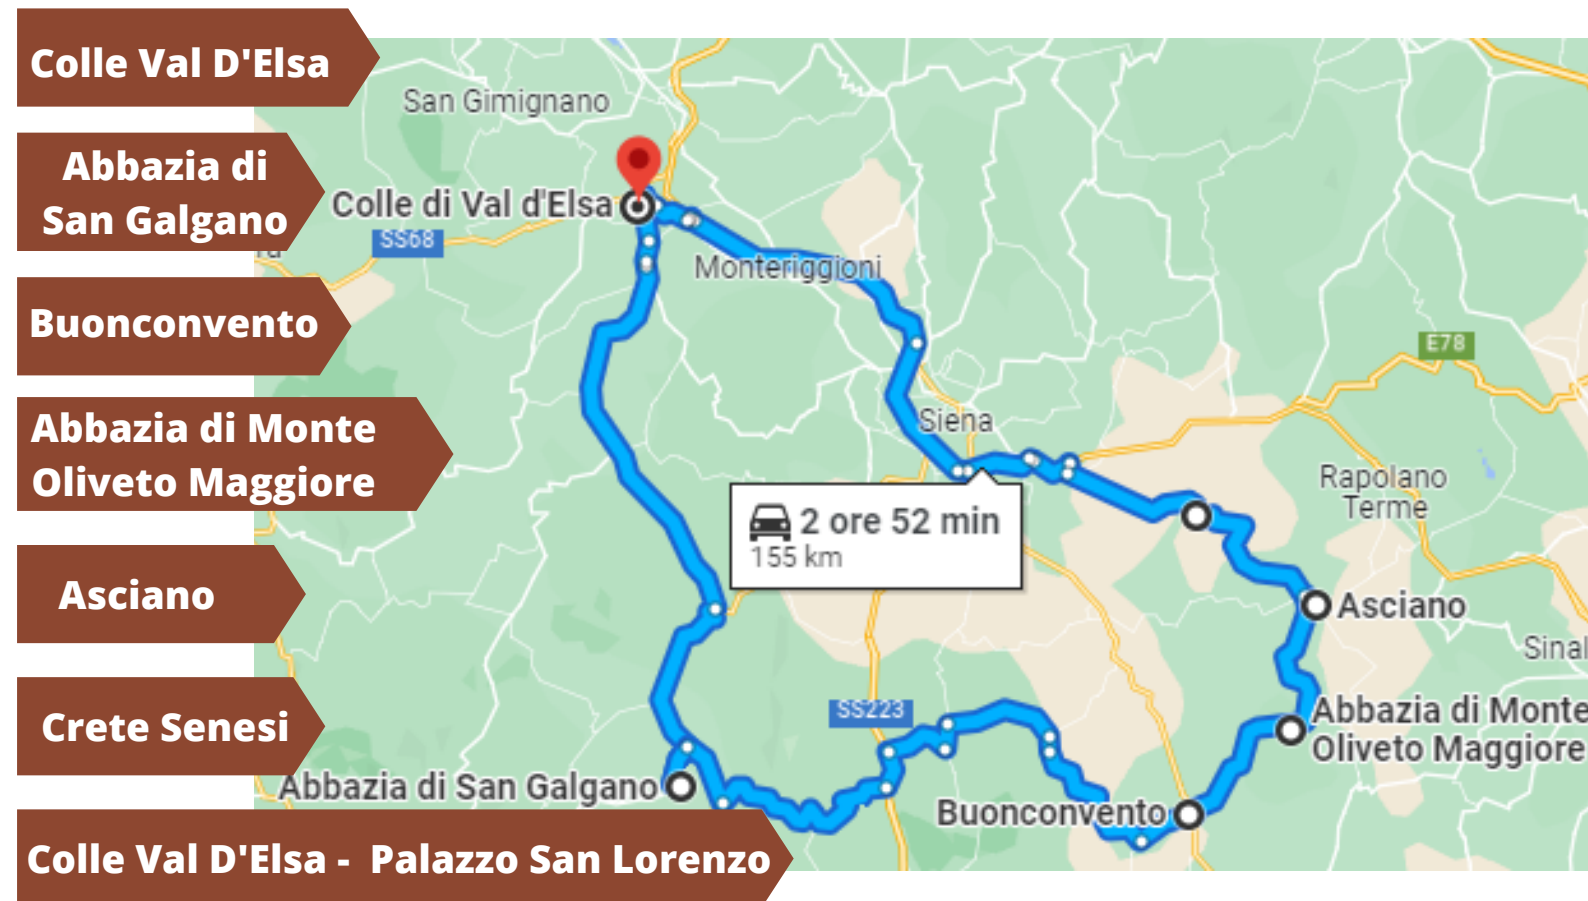 Colle Val D'Elsa
Abbazia di
San Galgano
Buonconvento
Abbazia di Monte
Oliveto Maggiore
Asciano
Crete Senesi
Colle Val D'Elsa - Palazzo San Lorenzo
San Gimignano
Colle di Val d'Elsa
SS68
Monteriggioni
E78
Siena
Rapolano
Terme
2 ore 52 min
155 km
Asciano
Sinal
SS223
Abbazia di Monte
Oliveto Maggiore
Abbazia di San Galgano
Buonconvento